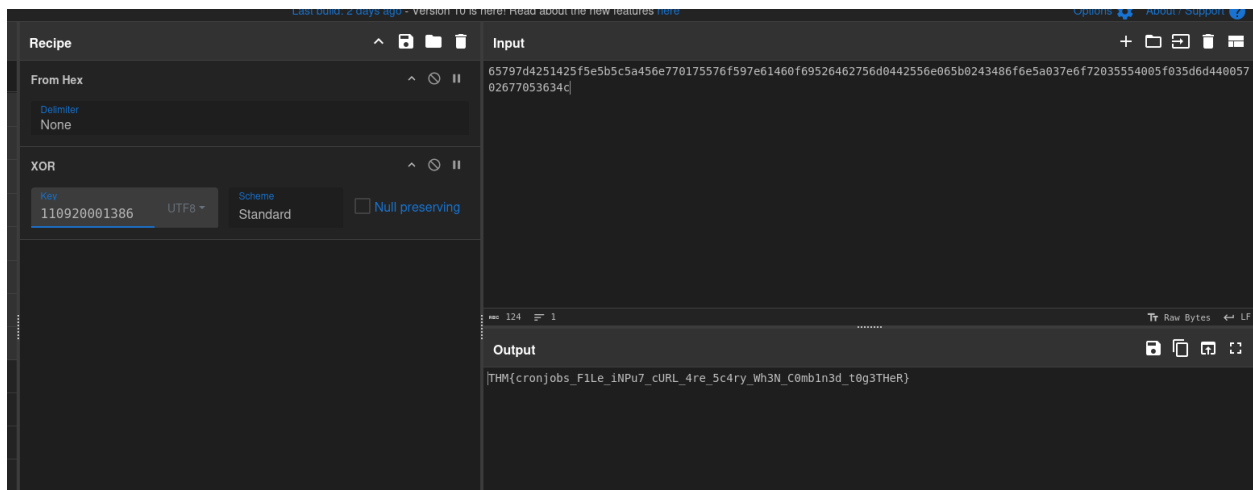 Last build: 2 days ago - Version 10 is here! Read about the new features here
Options
About / Support
Recipe
Input
From Hex
Delimiter
None
XOR
Key
110920001386
UTF8
Scheme
Standard
Null preserving
65797d4251425f5e5b5c5a456e770175576f597e61460f69526462756d0442556e065b0243486f6e5a037e6f72035554005f035d6d440057
02677053634c
124
1
Raw Bytes
LF
Output
THM{cronjobs_F1Le_iNPu7_cURL_4re_5c4ry_Wh3N_C0mb1n3d_t0g3THeR}